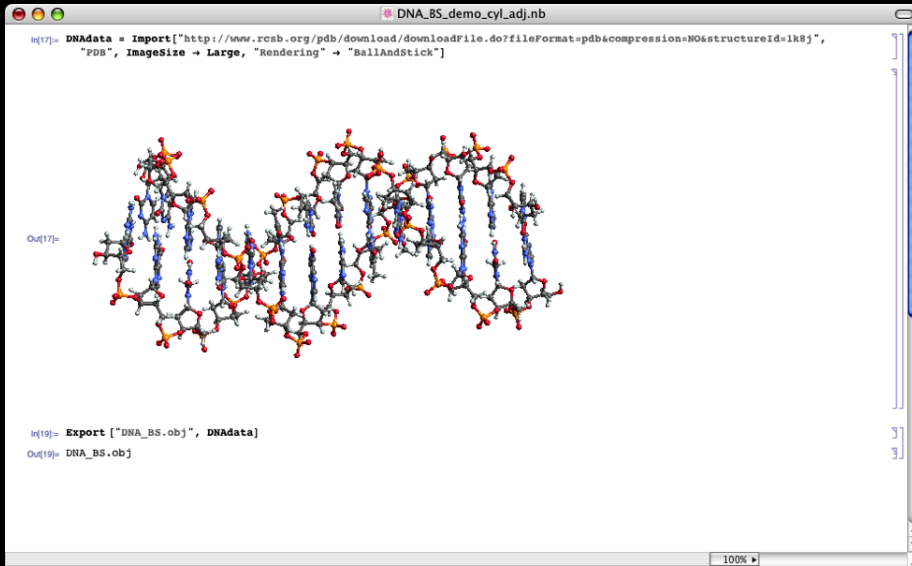 DNA_BS_demo_cyl_adj.nb
In[17]:= DNAdata = Import["http://www.rcsb.org/pdb/download/downloadFile.do?fileFormat=pdb&compression=NO&structureId=1k8j",
"PDB", ImageSize → Large, "Rendering" → "BallAndStick"]
Out[17]=
In[19]:= Export ["DNA_BS.obj", DNAdata]
Out[19]= DNA_BS.obj
100%